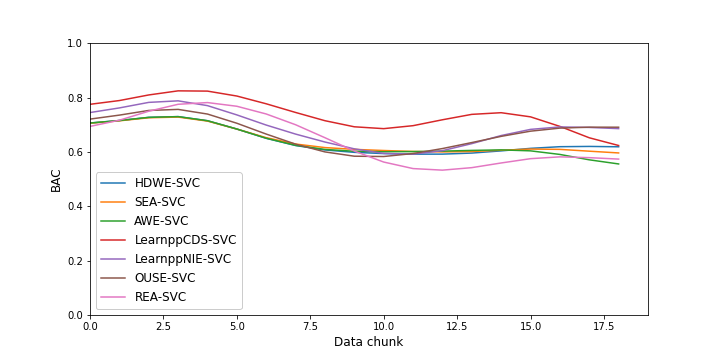 1.0
0.8
0.6
0.4
0.2
0.0
BAC
HDWE-SVC
SEA-SVC
AWE-SVC
LearnppCDS-SVC
LearnppNIE-SVC
OUSE-SVC
REA-SVC
0.0 2.5 5.0 7.5 10.0 12.5 15.0 17.5
Data chunk